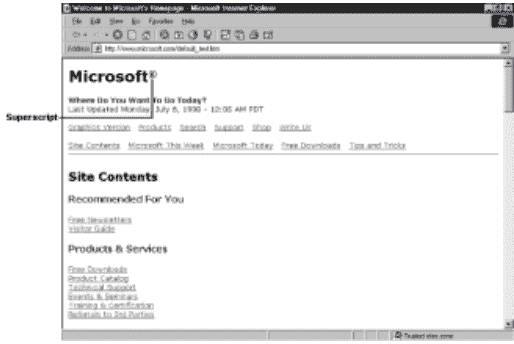 Welcome to Microsoft's Homepage - Microsoft Internet Explorer
File Edit View Go Favorites Help
Address http://www.microsoft.com/default_text.htm
Microsoft®
Where Do You Want to Go Today?
Last Updated Monday, July 6, 1998 - 12:05 AM PDT
Superscript
Graphics Version Products Search Support Shop Write Us
Site Contents Microsoft This Week Microsoft Today Free Downloads Tips and Tricks
Site Contents
Recommended For You
Free Newsletters
Visitor Guide
Products & Services
Free Downloads
Product Catalog
Technical Support
Events & Seminars
Training & Certification
Referrals to 3rd Parties
Trusted sites zone